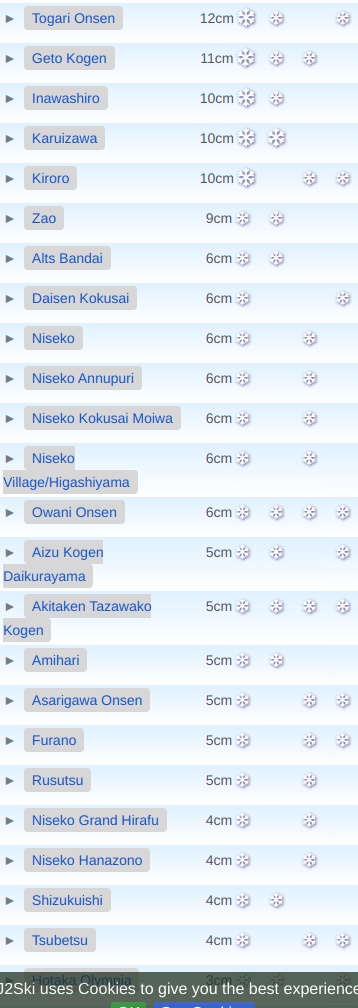 Togari Onsen 12cm
Geto Kogen 11cm
Inawashiro 10cm
Karuizawa 10cm
Kiroro 10cm
Zao 9cm
Alts Bandai 6cm
Daisen Kokusai 6cm
Niseko 6cm
Niseko Annupuri 6cm
Niseko Kokusai Moiwa 6cm
Niseko 6cm
Village/Higashiyama
Owani Onsen 6cm
Aizu Kogen 5cm
Daikurayama
Akitaken Tazawako 5cm
Kogen
Amihari 5cm
Asarigawa Onsen 5cm
Furano 5cm
Rusutsu 5cm
Niseko Grand Hirafu 4cm
Niseko Hanazono 4cm
Shizukuishi 4cm
Tsubetsu 4cm
Hotaka Olympia 3cm
J2Ski uses Cookies to give you the best experience